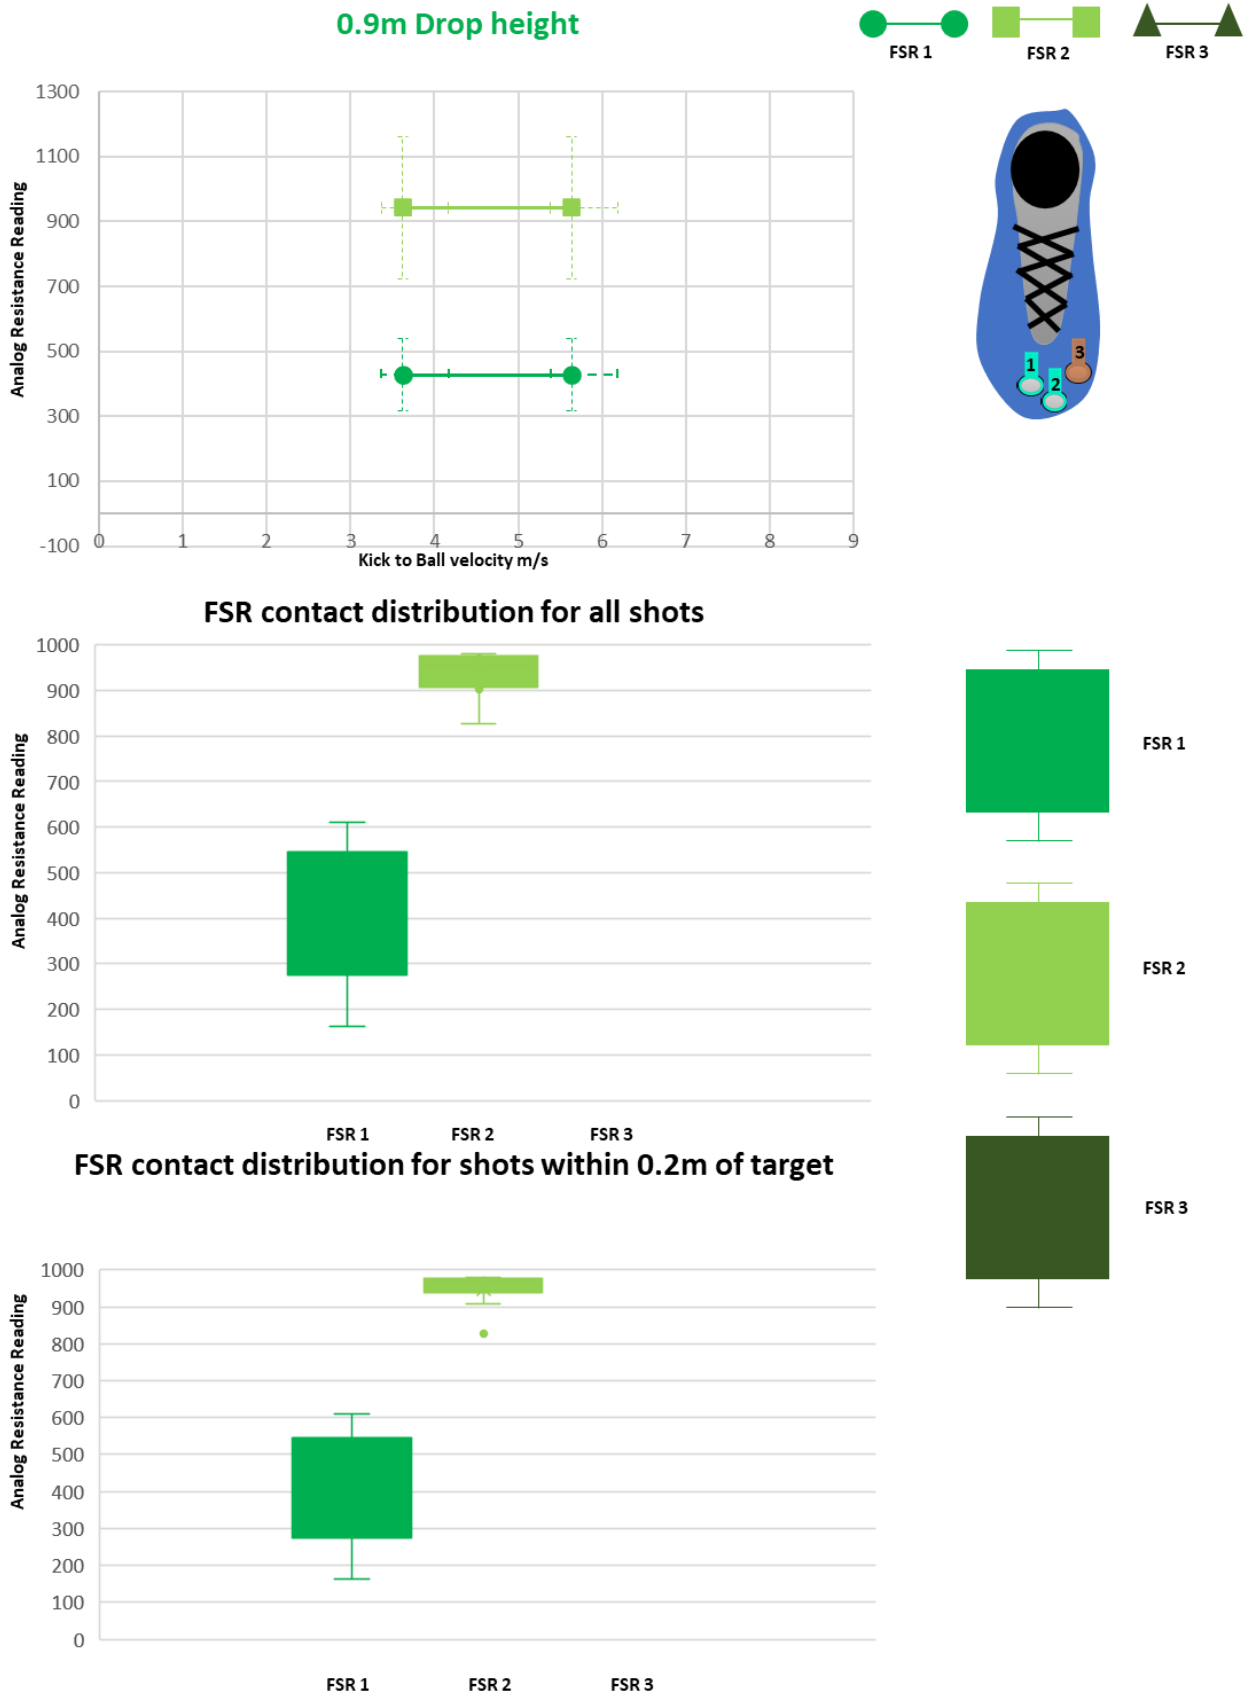 0.9m Drop height
FSR 1
FSR 2
FSR 3
1300
1100
900
700
500
300
100
-100
Analog Resistance Reading
0 1 2 3 4 5 6 7 8 9
Kick to Ball velocity m/s
1
2
3
FSR contact distribution for all shots
1000
900
800
700
600
500
400
300
200
100
0
Analog Resistance Reading
FSR 1 FSR 2 FSR 3
FSR 1
FSR 2
FSR 3
FSR contact distribution for shots within 0.2m of target
1000
900
800
700
600
500
400
300
200
100
0
Analog Resistance Reading
FSR 1 FSR 2 FSR 3